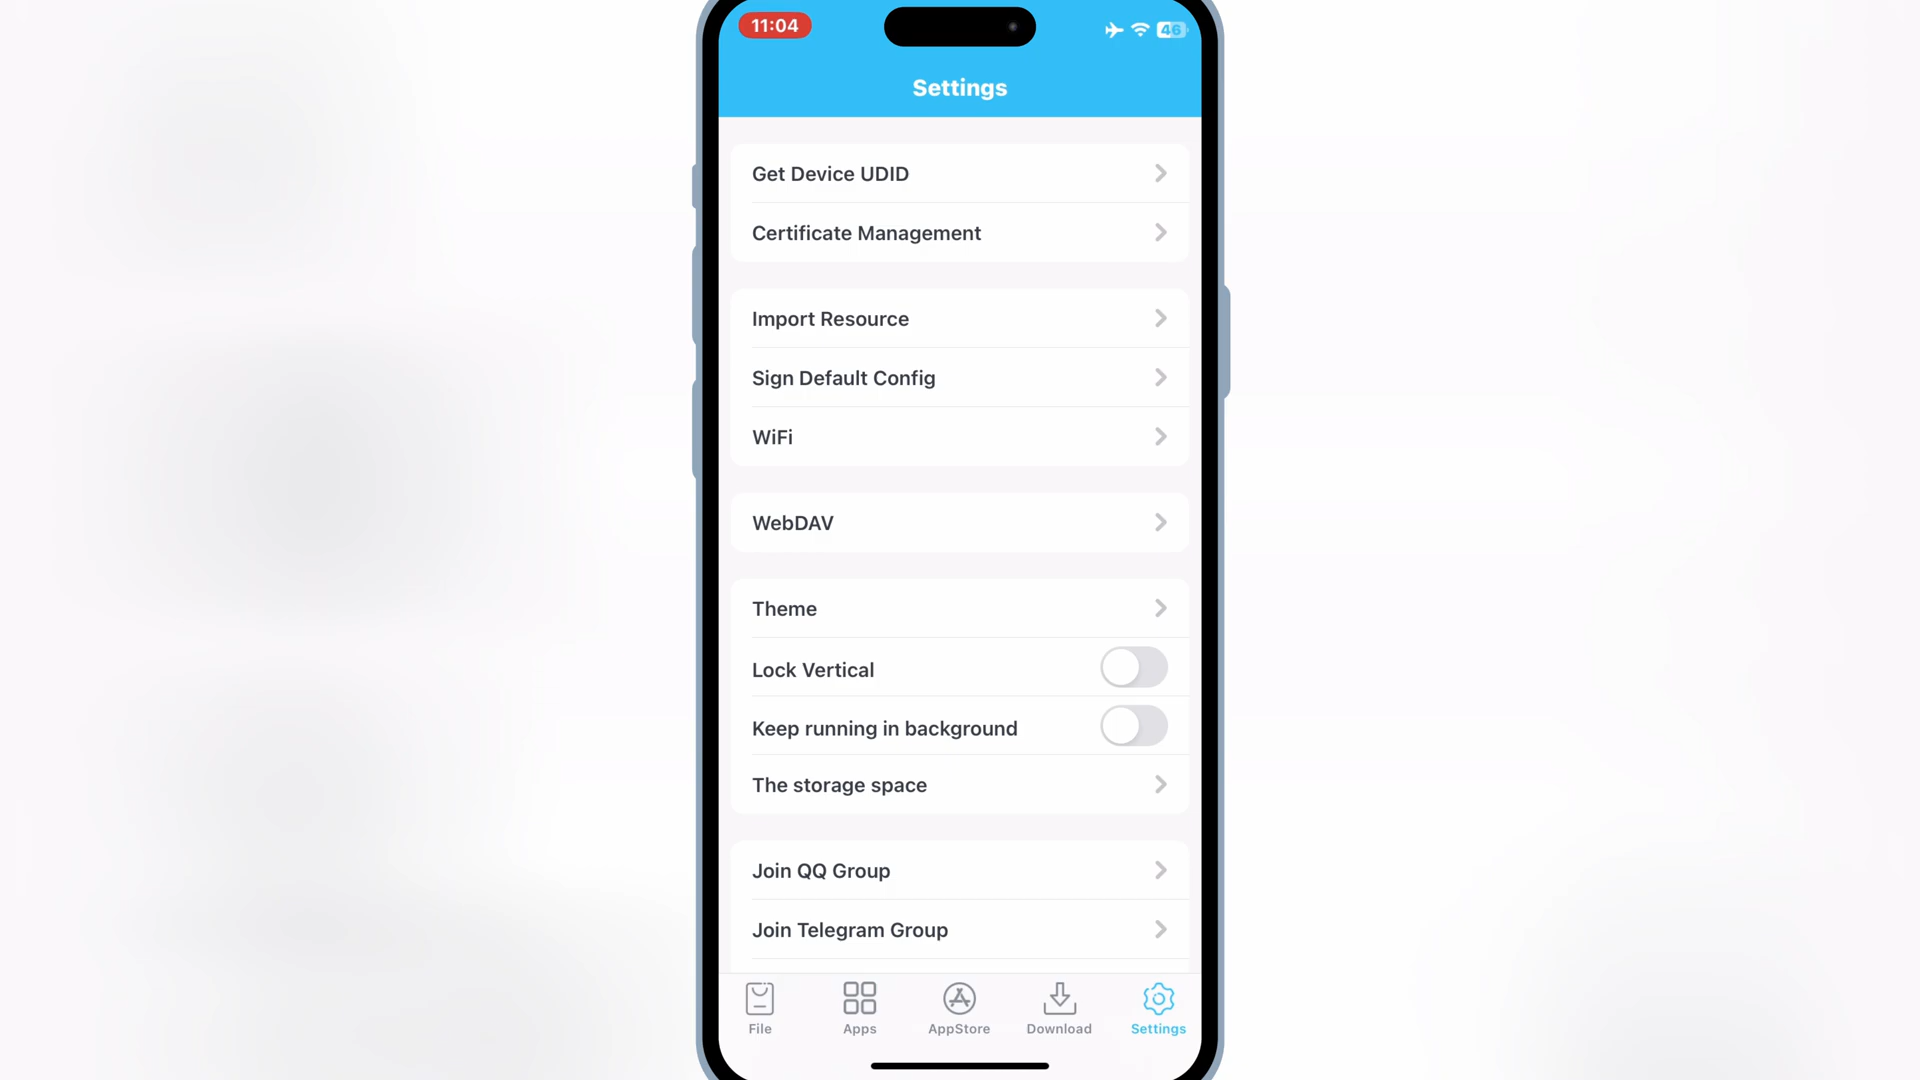 11:04
46
Settings
Get Device UDID
Certificate Management
Import Resource
Sign Default Config
WiFi
WebDAV
Theme
Lock Vertical
Keep running in background
The storage space
Join QQ Group
Join Telegram Group
File
Apps
AppStore
Download
Settings